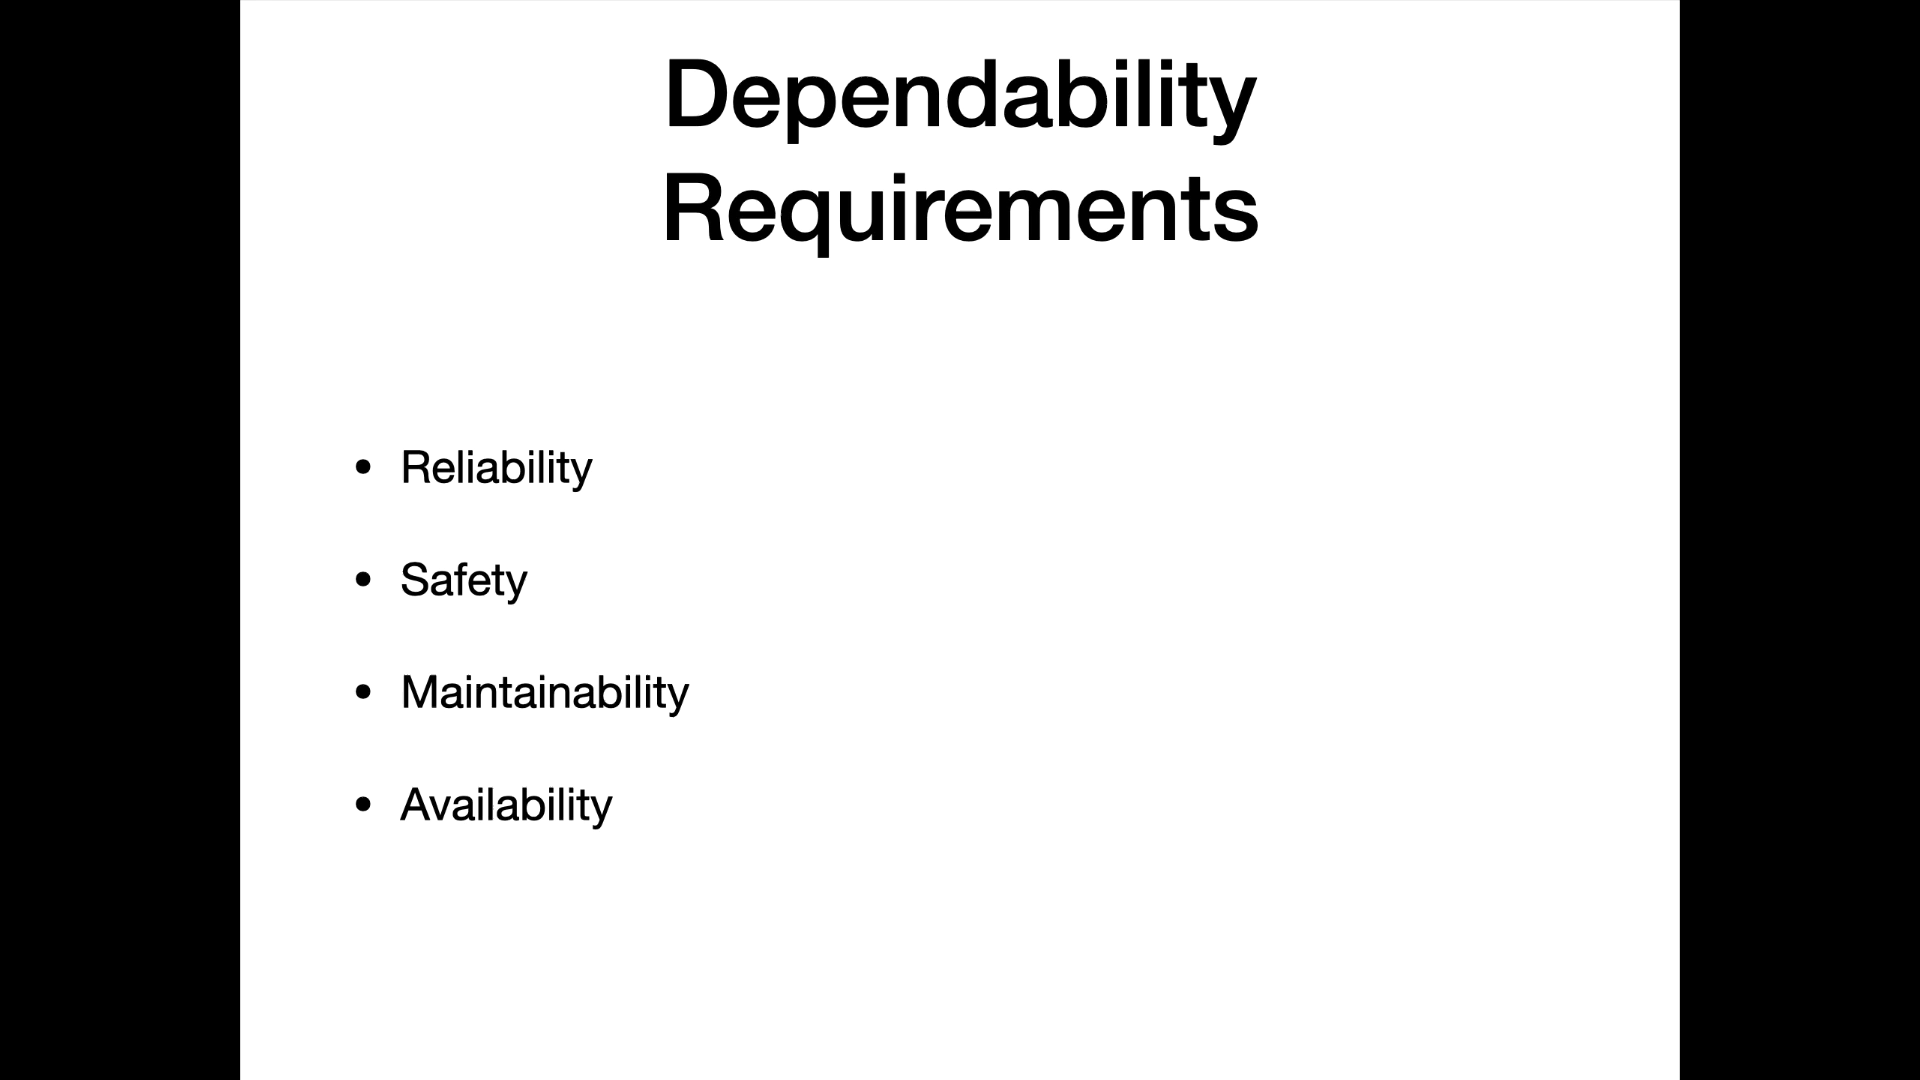 Dependability
Requirements
• Reliability
• Safety
• Maintainability
• Availability